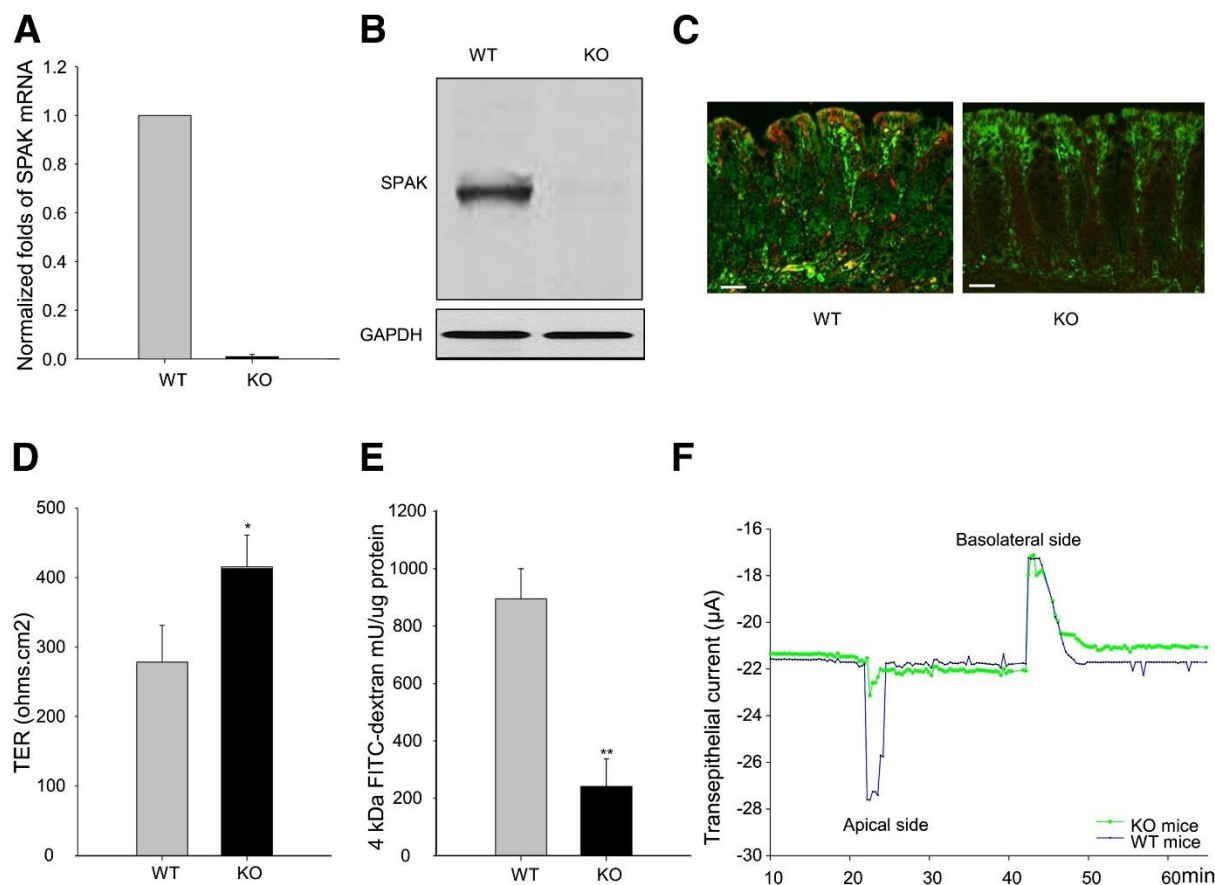 A
Normalized folds of SPAK mRNA
1.2
1.0
0.8
0.6
0.4
0.2
0.0
WT
KO
B
WT
KO
SPAK
GAPDH
C
WT
KO
D
TER (ohms.cm2)
500
400
300
200
100
0
*
WT
KO
E
4 kDa FITC-dextran mU/ug protein
1200
1000
800
600
400
200
0
**
WT
KO
F
Transepithelial current (µA)
-16
-18
-20
-22
-24
-26
-28
-30
Basolateral side
Apical side
KO mice
WT mice
10
20
30
40
50
60min